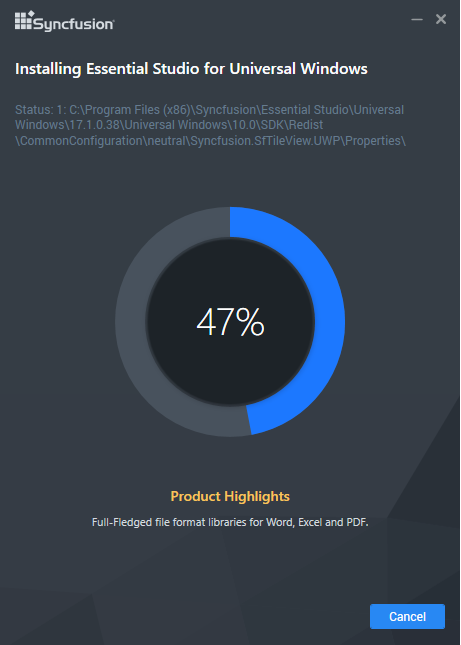 Syncfusion
Installing Essential Studio for Universal Windows
Status: 1: C:\Program Files (x86)\Syncfusion\Essential Studio\Universal
Windows\17.1.0.38\Universal Windows\10.0\SDK\Redist
\CommonConfiguration\neutral\Syncfusion.SfTileView.UWP\Properties\
47%
Product Highlights
Full-Fledged file format libraries for Word, Excel and PDF.
Cancel